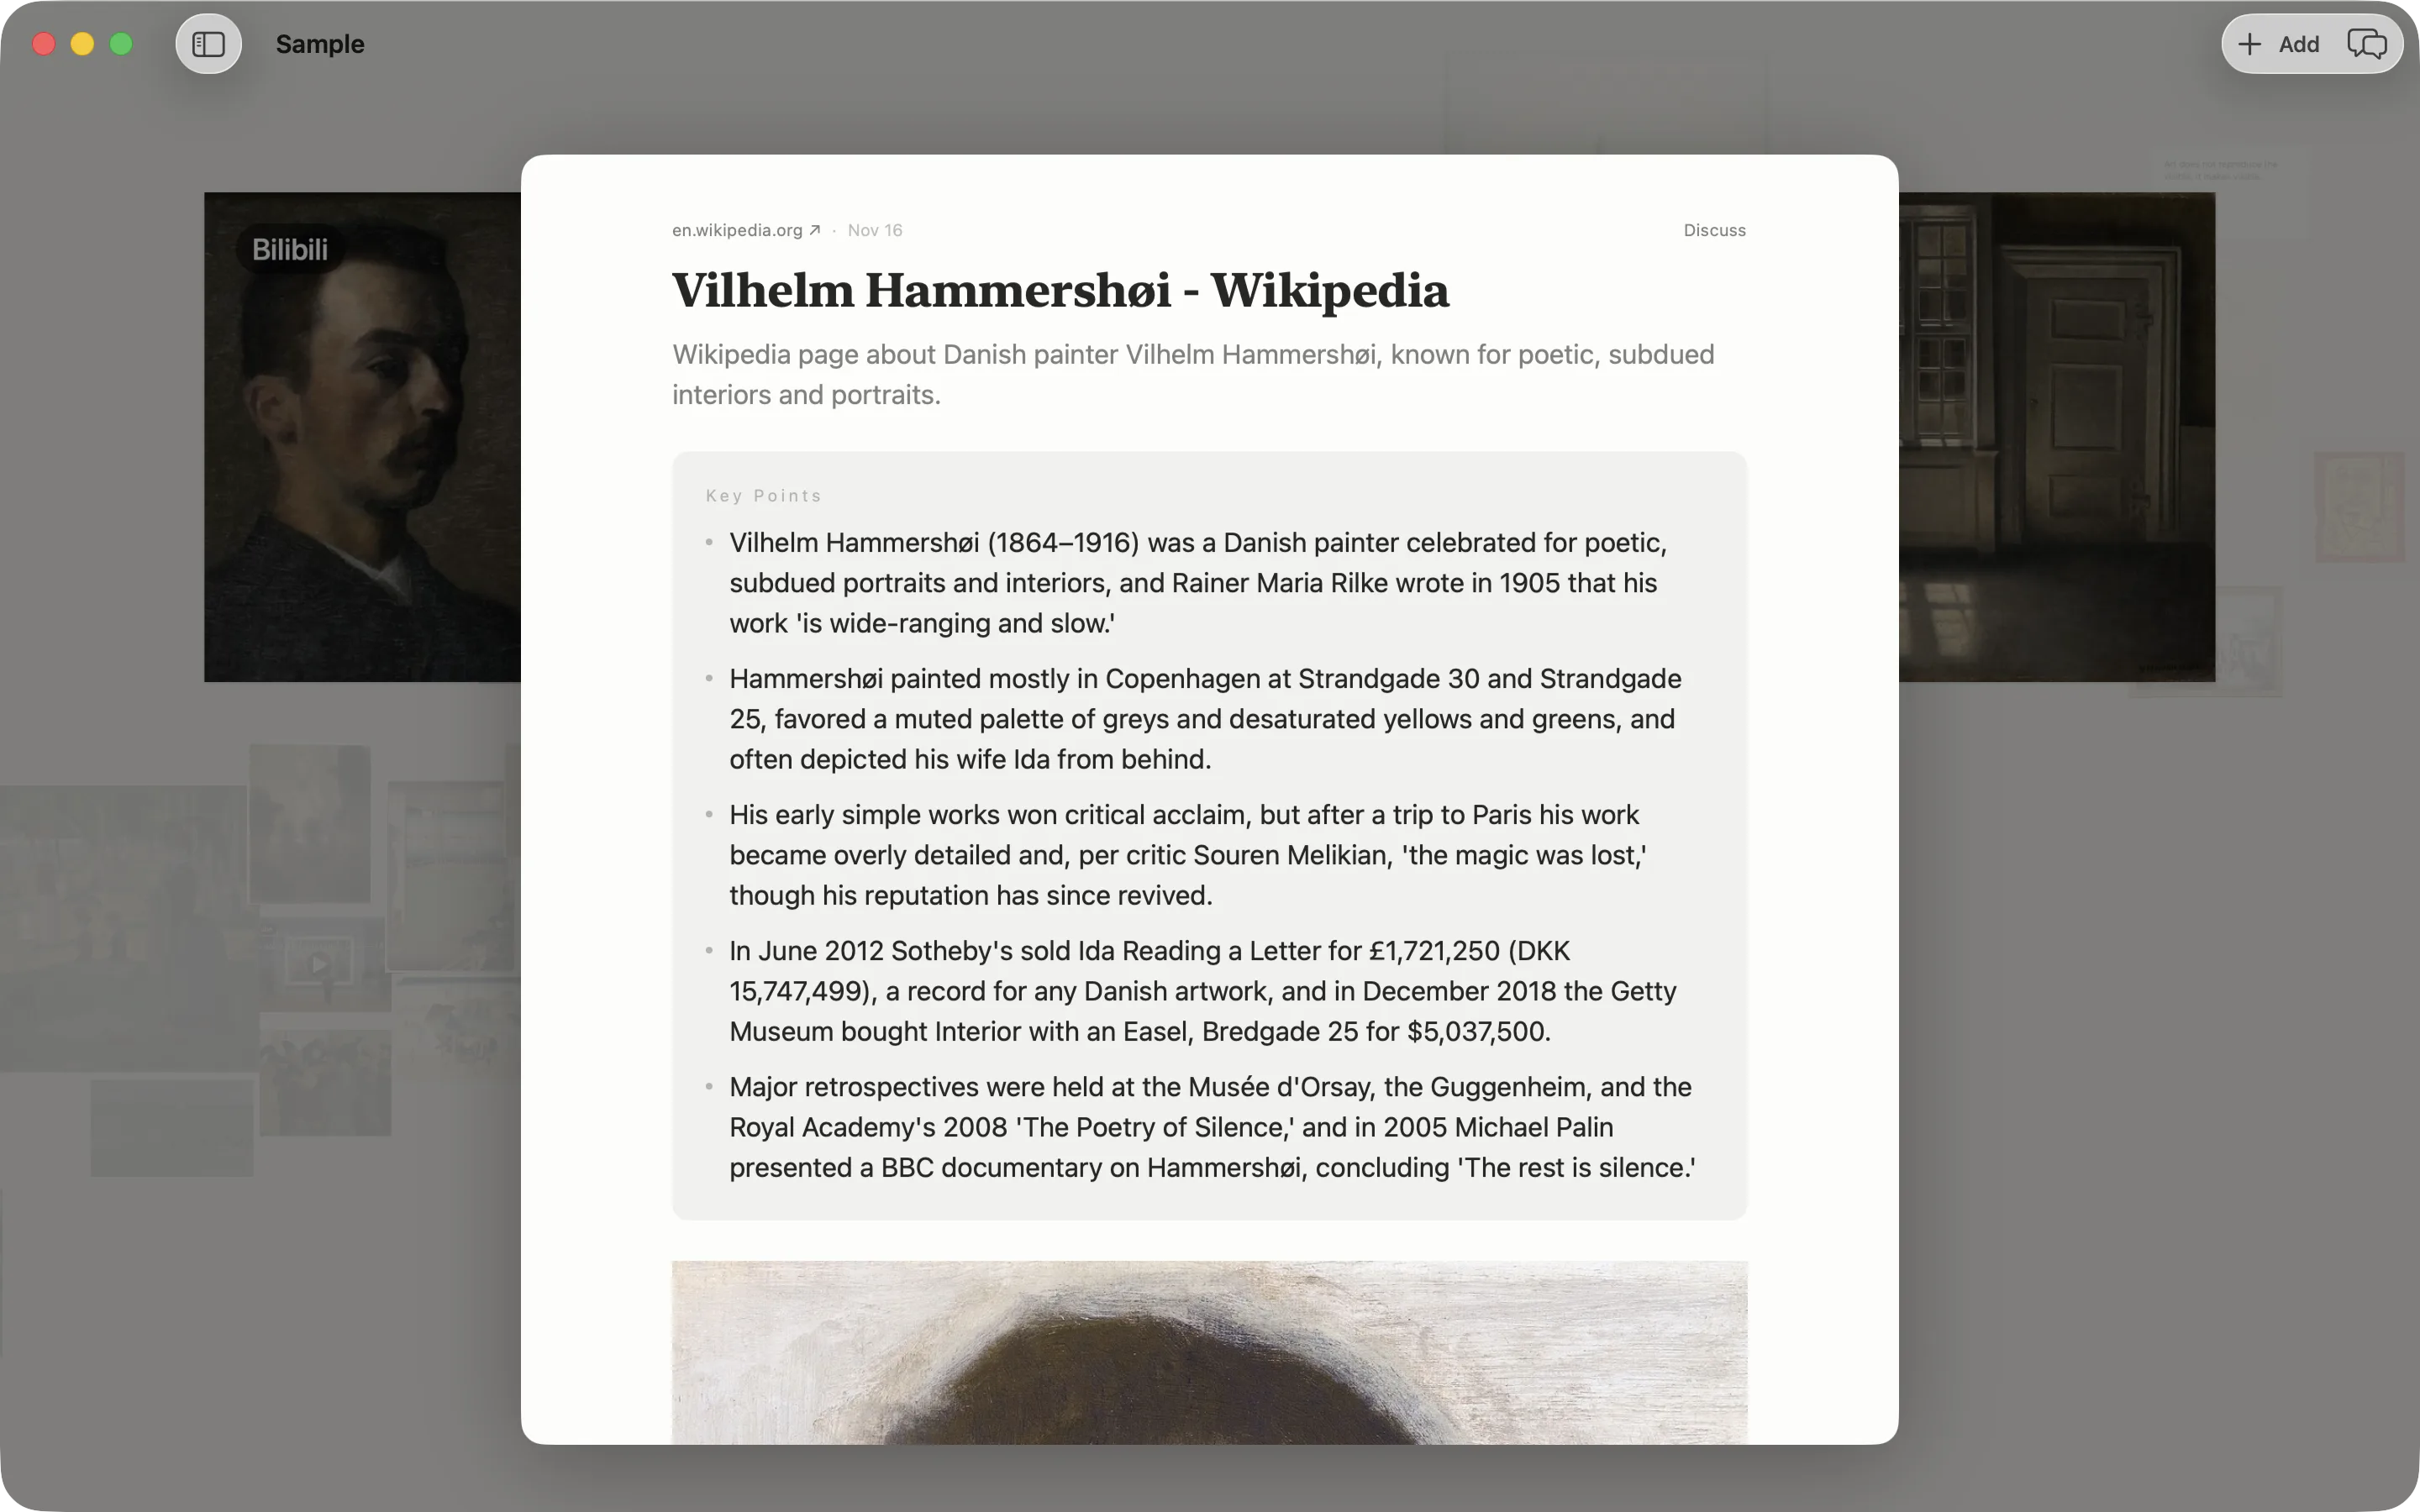 Sample
Add
Bilibili
en.wikipedia.org ↗ · Nov 16
Discuss
Vilhelm Hammershøi - Wikipedia
Wikipedia page about Danish painter Vilhelm Hammershøi, known for poetic, subdued
interiors and portraits.
Key Points
• Vilhelm Hammershøi (1864–1916) was a Danish painter celebrated for poetic,
subdued portraits and interiors, and Rainer Maria Rilke wrote in 1905 that his
work 'is wide-ranging and slow.'
• Hammershøi painted mostly in Copenhagen at Strandgade 30 and Strandgade
25, favored a muted palette of greys and desaturated yellows and greens, and
often depicted his wife Ida from behind.
• His early simple works won critical acclaim, but after a trip to Paris his work
became overly detailed and, per critic Souren Melikian, 'the magic was lost,'
though his reputation has since revived.
• In June 2012 Sotheby's sold Ida Reading a Letter for £1,721,250 (DKK
15,747,499), a record for any Danish artwork, and in December 2018 the Getty
Museum bought Interior with an Easel, Bredgade 25 for $5,037,500.
• Major retrospectives were held at the Musée d'Orsay, the Guggenheim, and the
Royal Academy's 2008 'The Poetry of Silence,' and in 2005 Michael Palin
presented a BBC documentary on Hammershøi, concluding 'The rest is silence.'